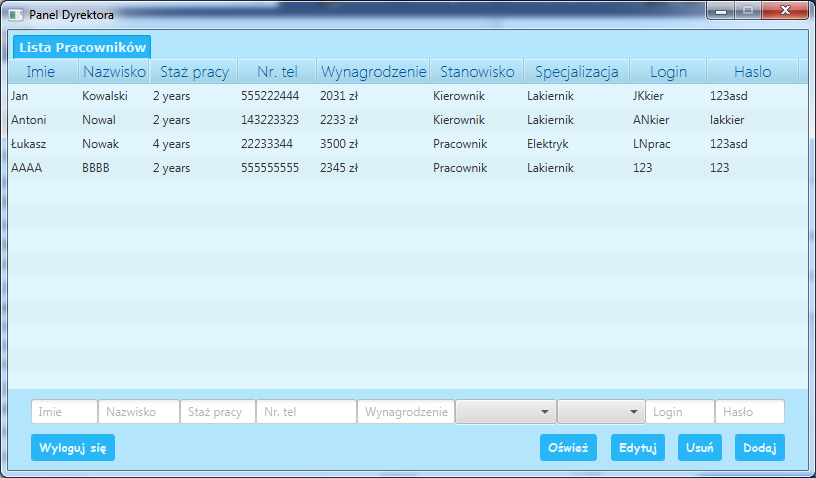 Panel Dyrektora
Lista Pracowników
Imie Nazwisko Staż pracy Nr. tel Wynagrodzenie Stanowisko Specjalizacja Login Haslo
Jan Kowalski 2 years 555222444 2031 zł Kierownik Lakiernik JKkier 123asd
Antoni Nowal 2 years 143223323 2233 zł Kierownik Lakiernik ANkier lakkier
Łukasz Nowak 4 years 22233344 3500 zł Pracownik Elektryk LNprac 123asd
AAAA BBBB 2 years 555555555 2345 zł Pracownik Lakiernik 123 123
Imie Nazwisko Staż pracy Nr. tel Wynagrodzenie Login Hasło
Wyloguj się Ośwież Edytuj Usuń Dodaj